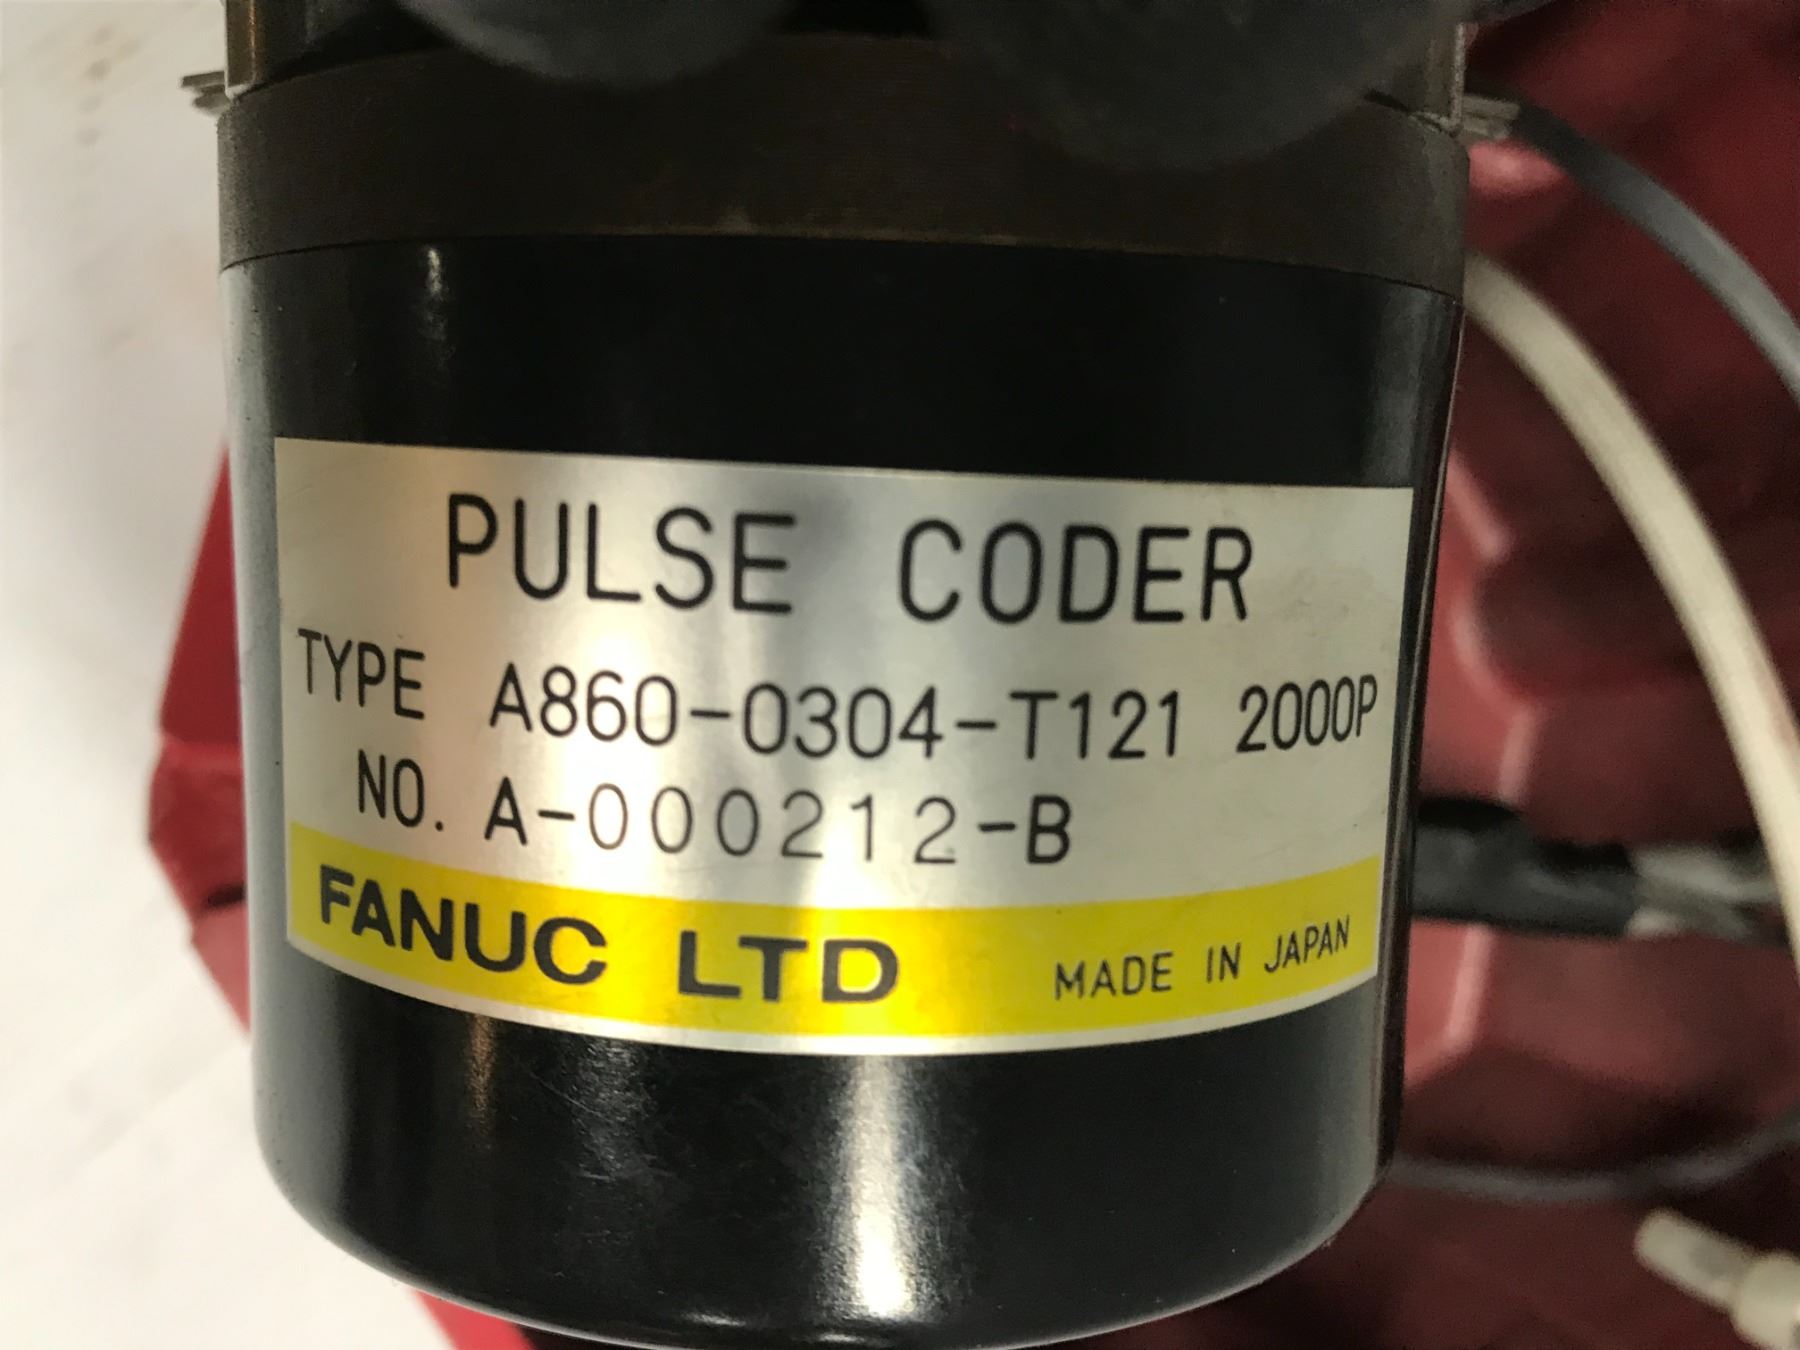 PULSE CODER
TYPE A860-0304-T121 2000P
NO. A-000212-B
FANUC LTD MADE IN JAPAN